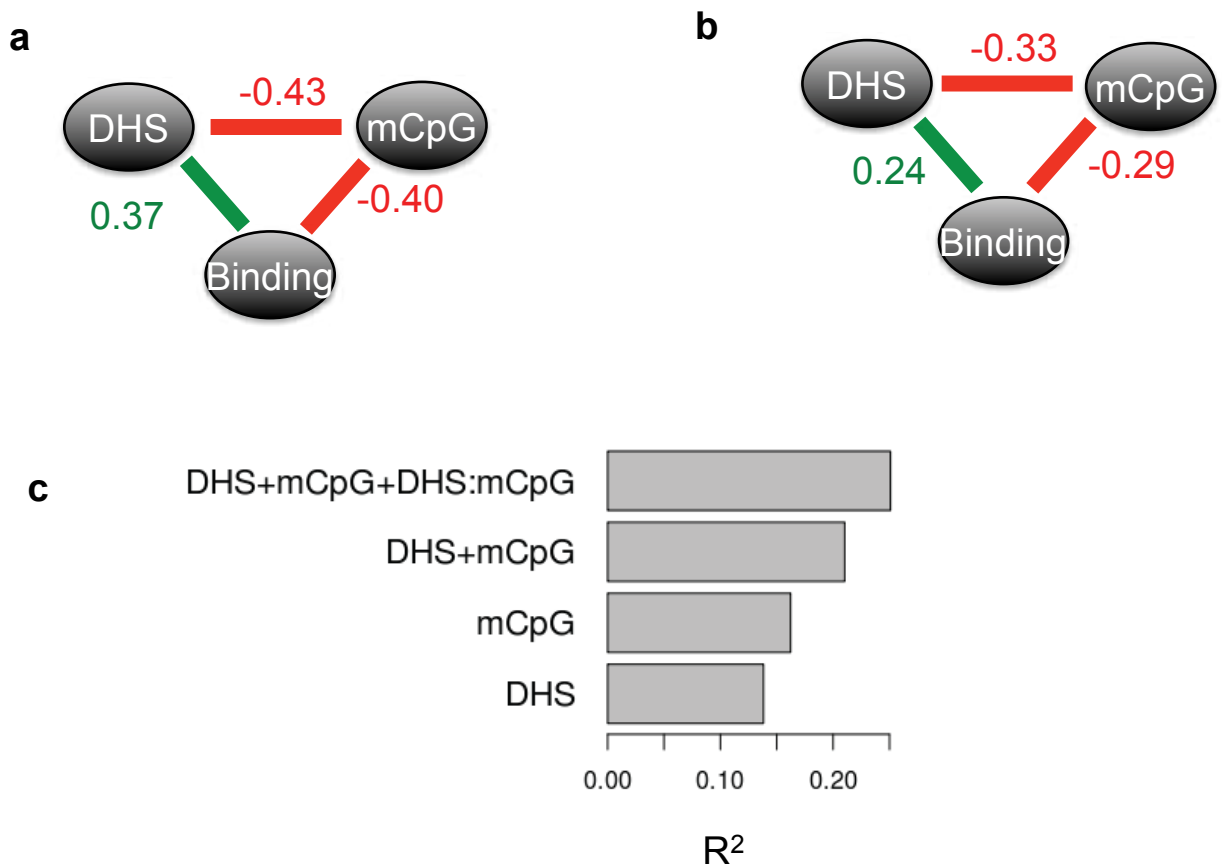 a
DHS
-0.43
mCpG
0.37
-0.40
Binding
b
DHS
-0.33
mCpG
0.24
-0.29
Binding
c
DHS+mCpG+DHS:mCpG
DHS+mCpG
mCpG
DHS
0.00 0.10 0.20
R²